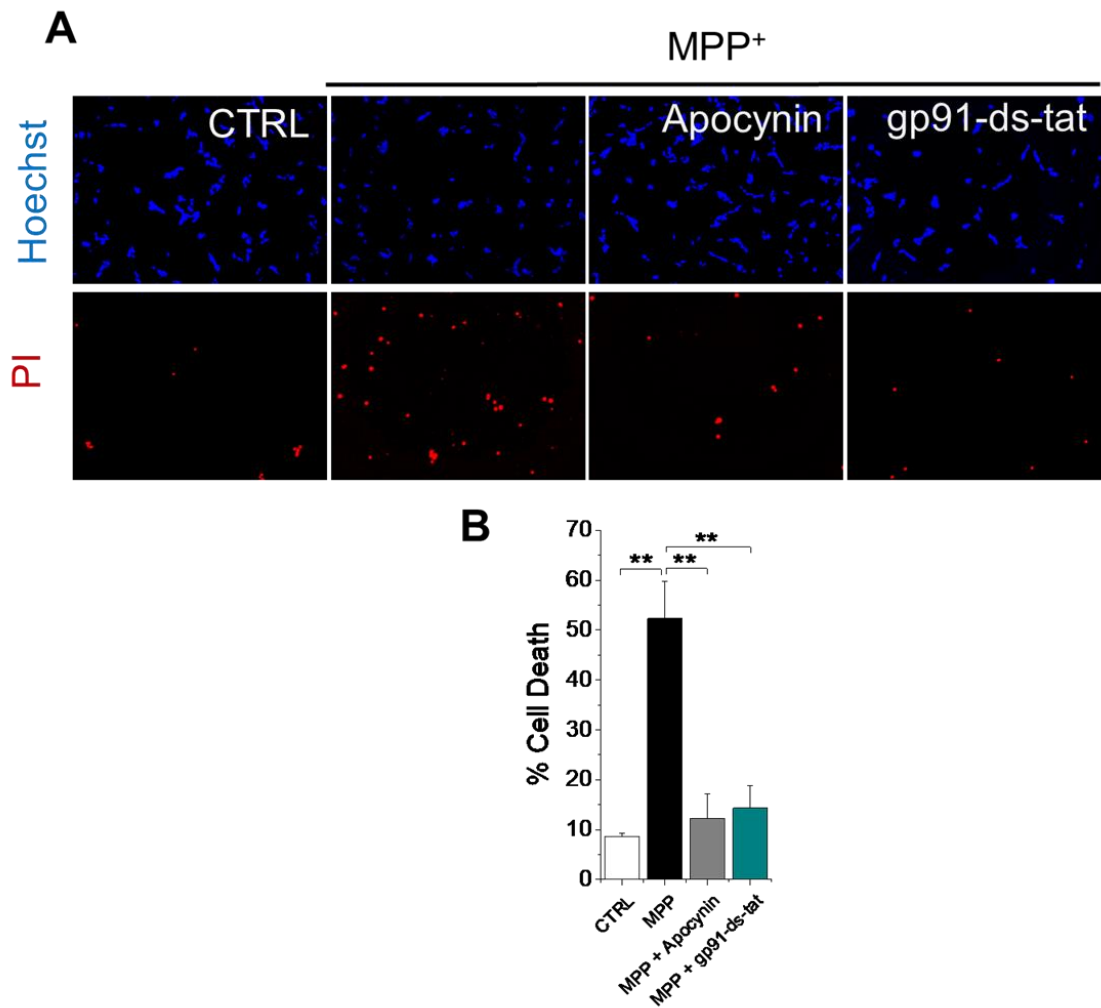 A
MPP⁺
CTRL
Apocynin
gp91-ds-tat
Hoechst
PI
B
70
60
50
40
30
20
10
0
% Cell Death
**
**
**
CTRL
MPP
MPP + Apocynin
MPP + gp91-ds-tat